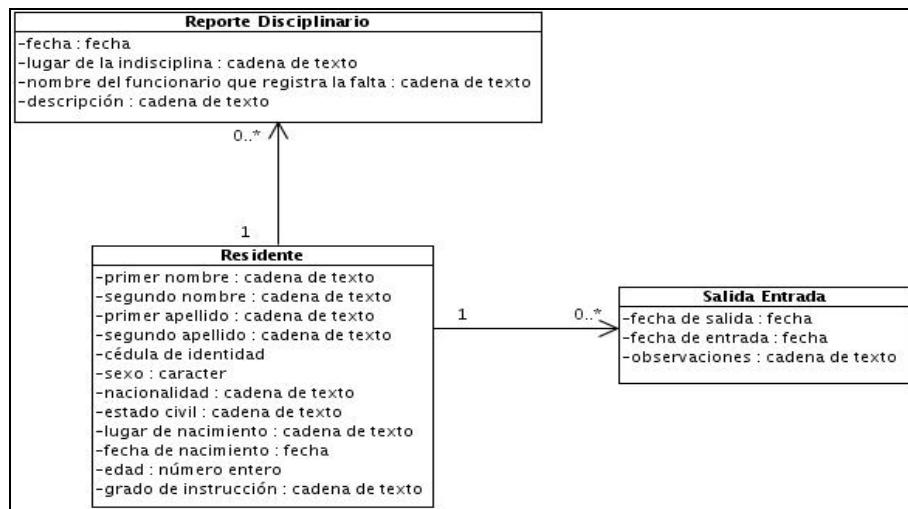 Reporte Disciplinario
-fecha : fecha
-lugar de la indisciplina : cadena de texto
-nombre del funcionario que registra la falta : cadena de texto
-descripción : cadena de texto
0..*
1
Residente
-primer nombre : cadena de texto
-segundo nombre : cadena de texto
-primer apellido : cadena de texto
-segundo apellido : cadena de texto
-cédula de identidad
-sexo : caracter
-nacionalidad : cadena de texto
-estado civil : cadena de texto
-lugar de nacimiento : cadena de texto
-fecha de nacimiento : fecha
-edad : número entero
-grado de instrucción : cadena de texto
1
0..*
Salida Entrada
-fecha de salida : fecha
-fecha de entrada : fecha
-observaciones : cadena de texto